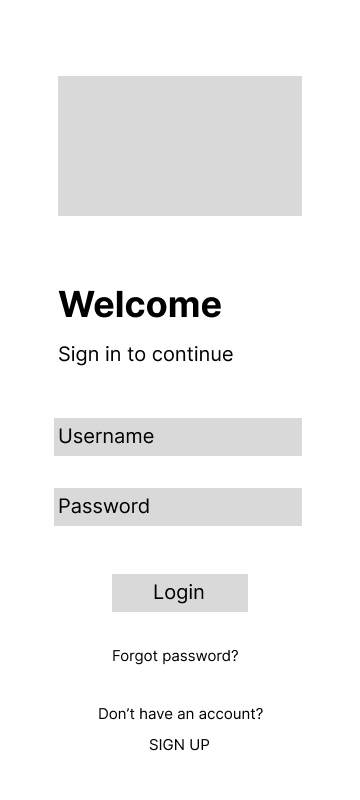 Welcome
Sign in to continue
Username
Password
Login
Forgot password?
Don’t have an account?
SIGN UP